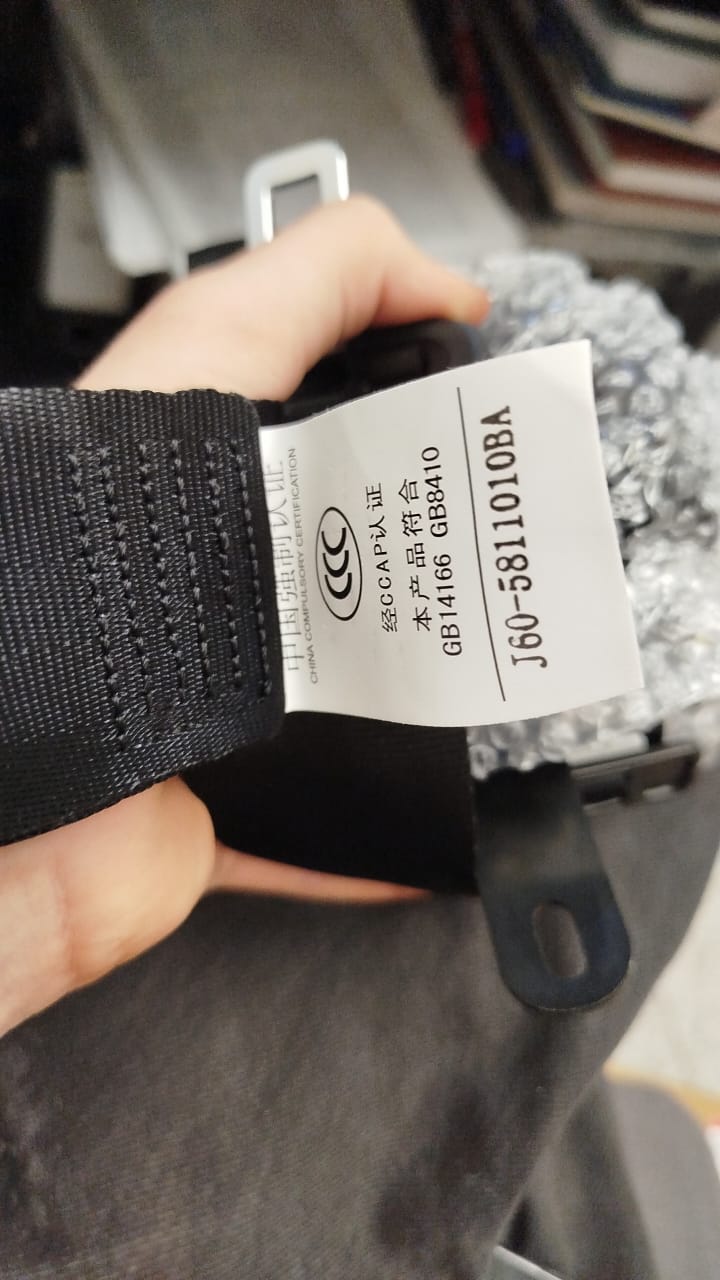 中国强制认证
CHINA COMPULSORY CERTIFICATION
CCC
经CCAP认证
本产品符合
GB14166 GB8410
J60-5811010BA